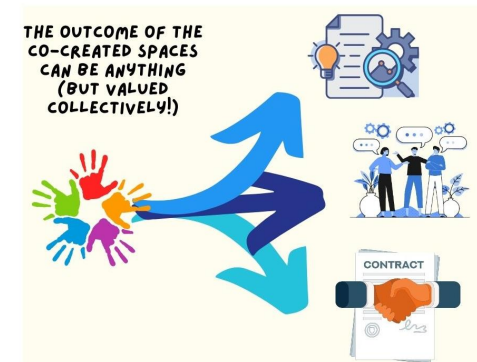 THE OUTCOME OF THE
CO-CREATED SPACES
CAN BE ANYTHING
(BUT VALUED
COLLECTIVELY!)
CONTRACT